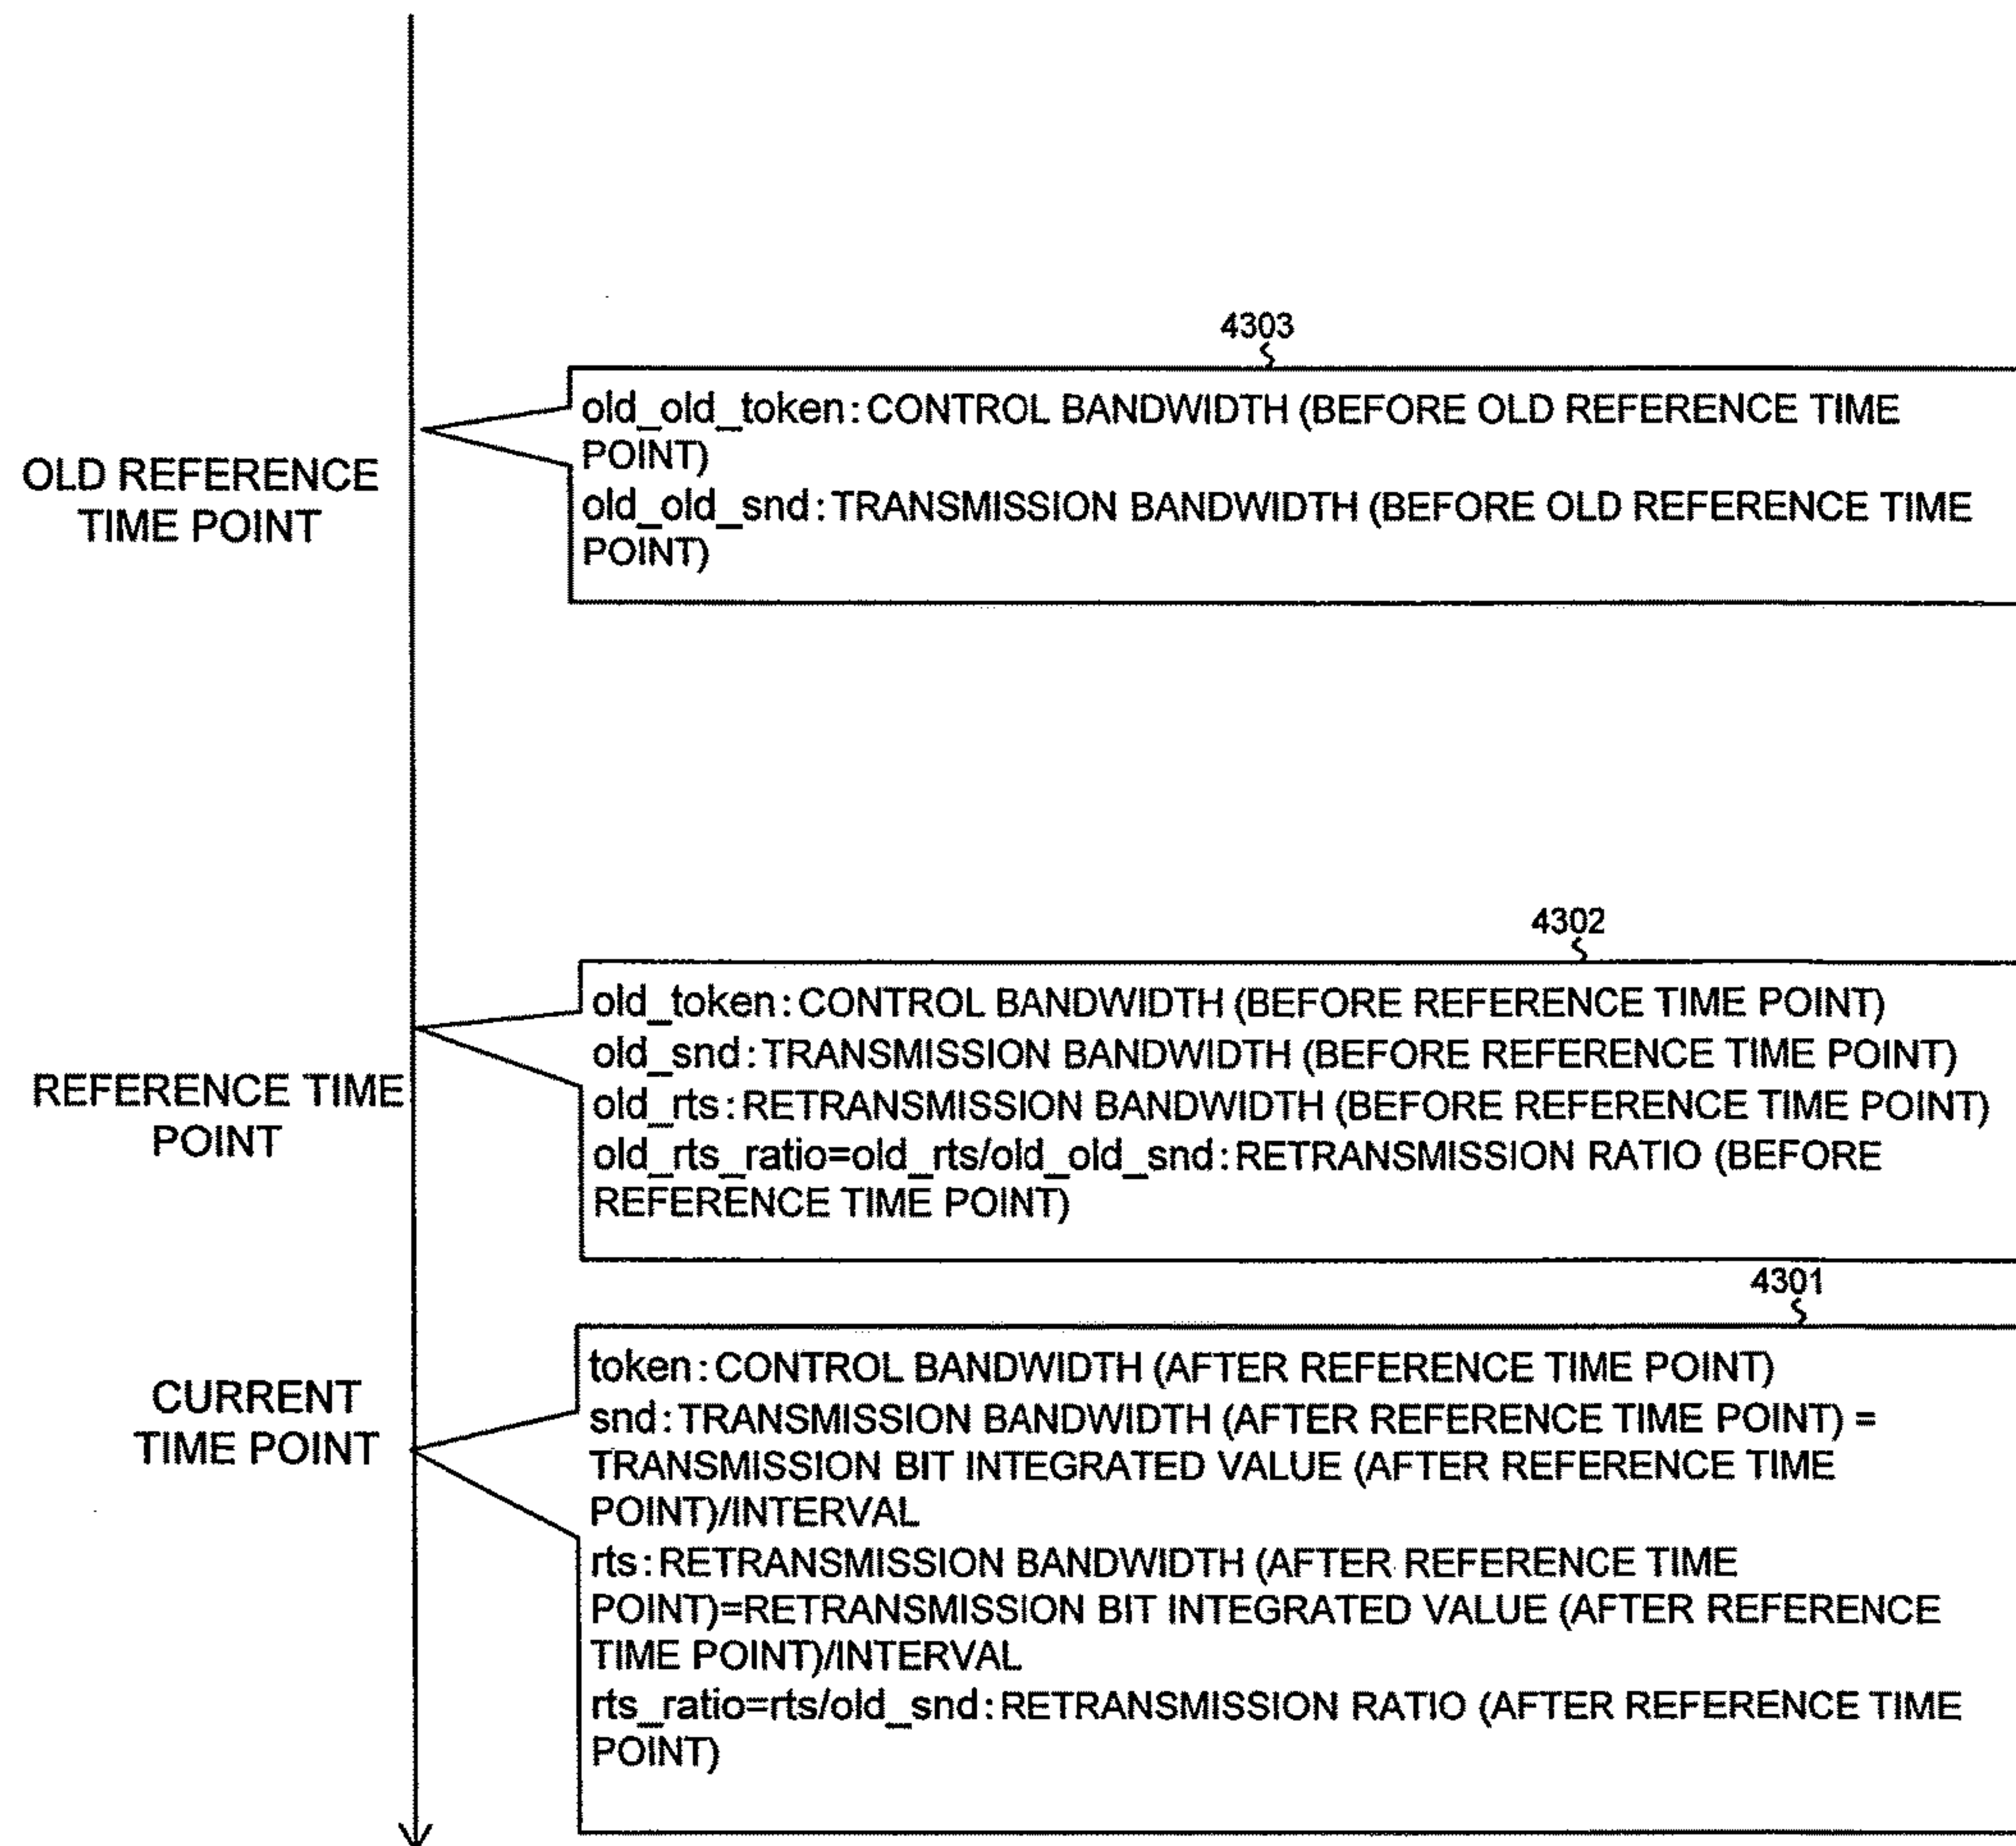 4303
old_old_token:CONTROL BANDWIDTH (BEFORE OLD REFERENCE TIME
POINT)
old_old_snd:TRANSMISSION BANDWIDTH (BEFORE OLD REFERENCE TIME
POINT)
OLD REFERENCE
TIME POINT
4302
old_token:CONTROL BANDWIDTH (BEFORE REFERENCE TIME POINT)
old_snd:TRANSMISSION BANDWIDTH (BEFORE REFERENCE TIME POINT)
old_rts:RETRANSMISSION BANDWIDTH (BEFORE REFERENCE TIME POINT)
old_rts_ratio=old_rts/old_old_snd:RETRANSMISSION RATIO (BEFORE
REFERENCE TIME POINT)
REFERENCE TIME
POINT
4301
token:CONTROL BANDWIDTH (AFTER REFERENCE TIME POINT)
snd:TRANSMISSION BANDWIDTH (AFTER REFERENCE TIME POINT) =
TRANSMISSION BIT INTEGRATED VALUE (AFTER REFERENCE TIME
POINT)/INTERVAL
rts:RETRANSMISSION BANDWIDTH (AFTER REFERENCE TIME
POINT)=RETRANSMISSION BIT INTEGRATED VALUE (AFTER REFERENCE
TIME POINT)/INTERVAL
rts_ratio=rts/old_snd:RETRANSMISSION RATIO (AFTER REFERENCE TIME
POINT)
CURRENT
TIME POINT